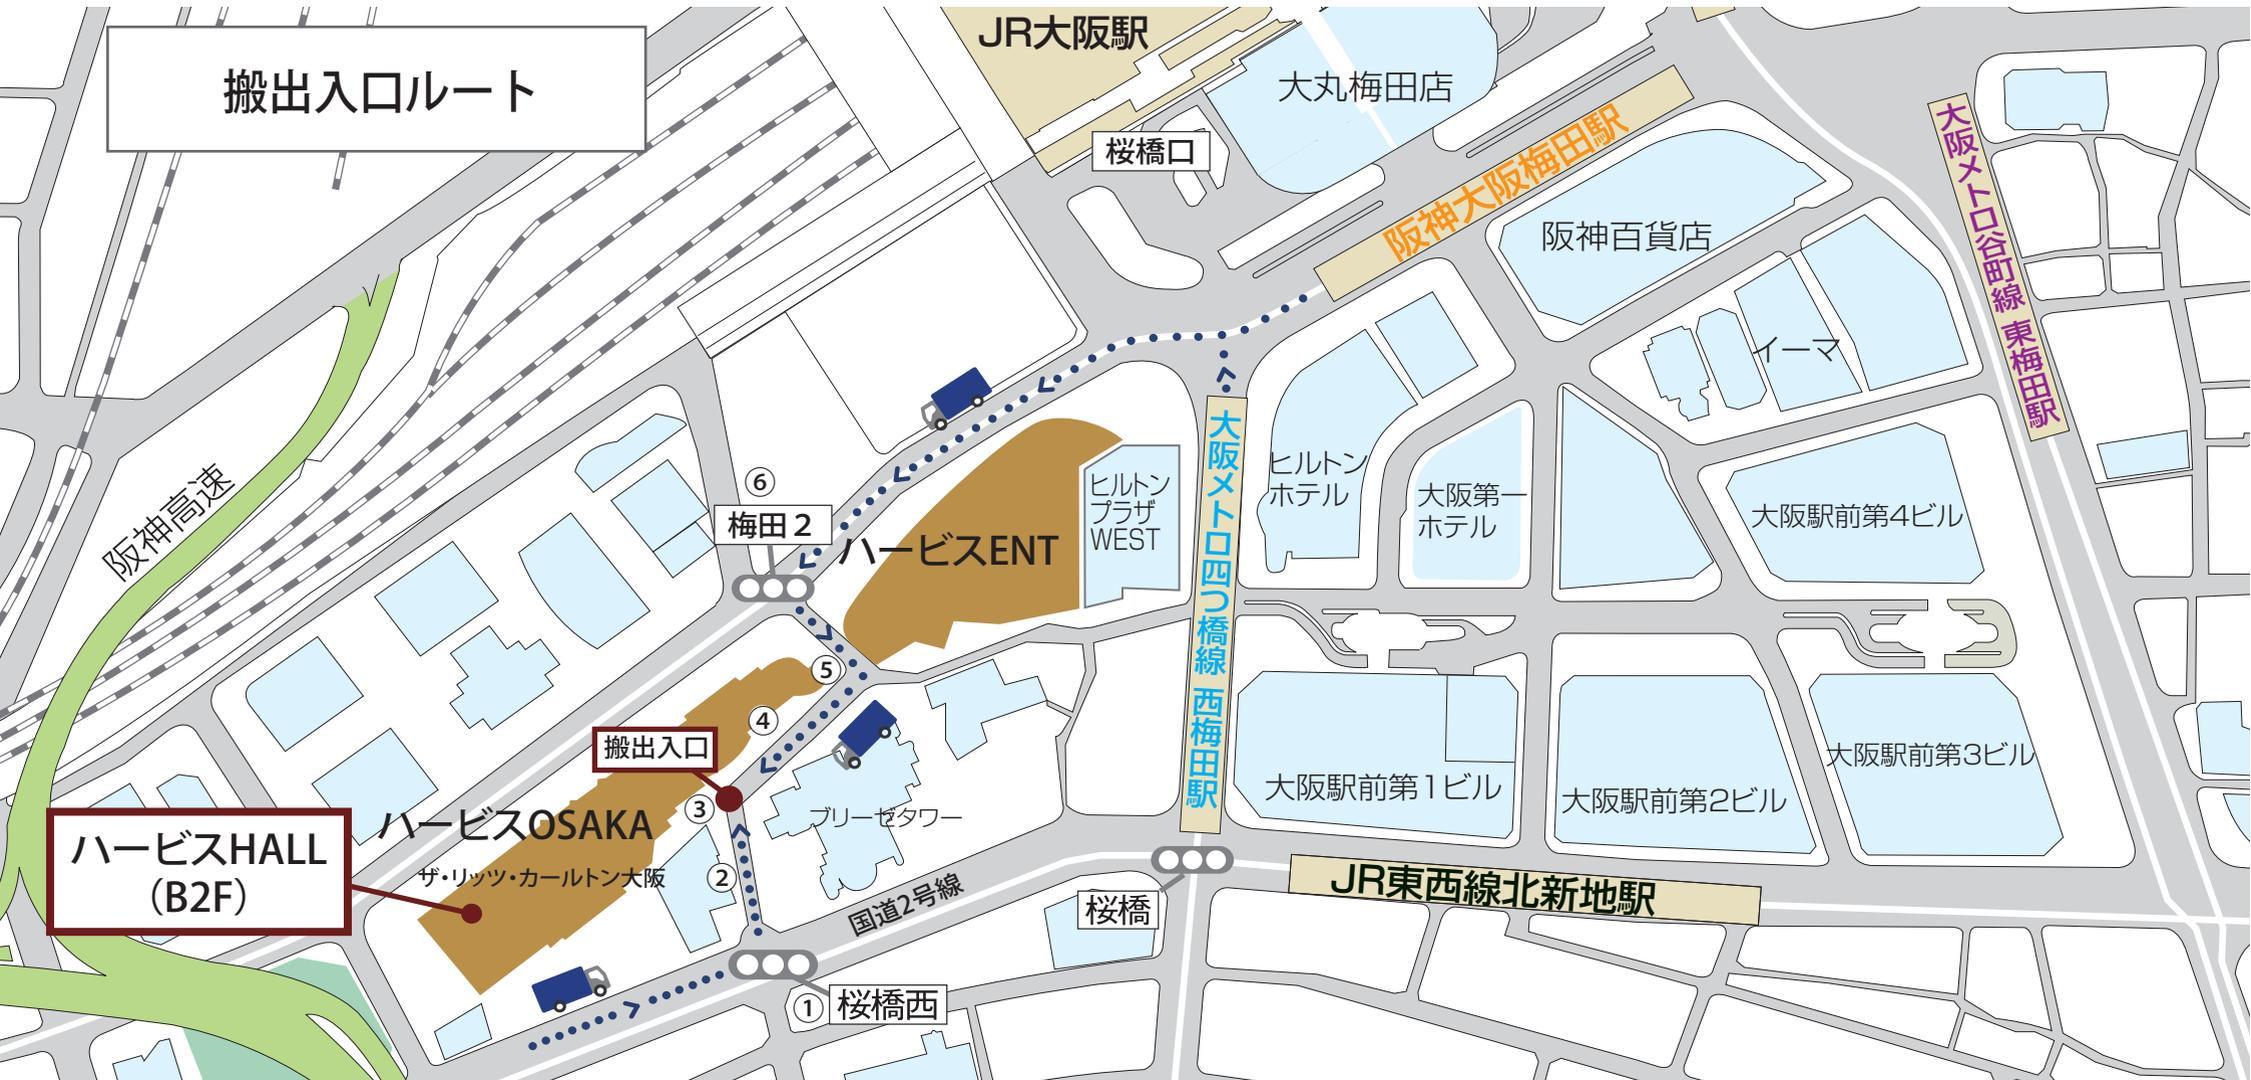 搬出入口ルート
JR大阪駅
大丸梅田店
桜橋口
阪神大阪梅田駅
阪神百貨店
大阪メトロ谷町線 東梅田駅
イーマ
阪神高速
⑥
梅田2
ハービスENT
ヒルトン
プラザ
WEST
大阪メトロ四つ橋線 西梅田駅
ヒルトン
ホテル
大阪第一
ホテル
大阪駅前第4ビル
⑤
④
搬出入口
③
ハービスOSAKA
ザ・リッツ・カールトン大阪
②
ブリーゼタワー
大阪駅前第1ビル
大阪駅前第2ビル
大阪駅前第3ビル
ハービスHALL
(B2F)
国道2号線
桜橋
JR東西線北新地駅
①
桜橋西